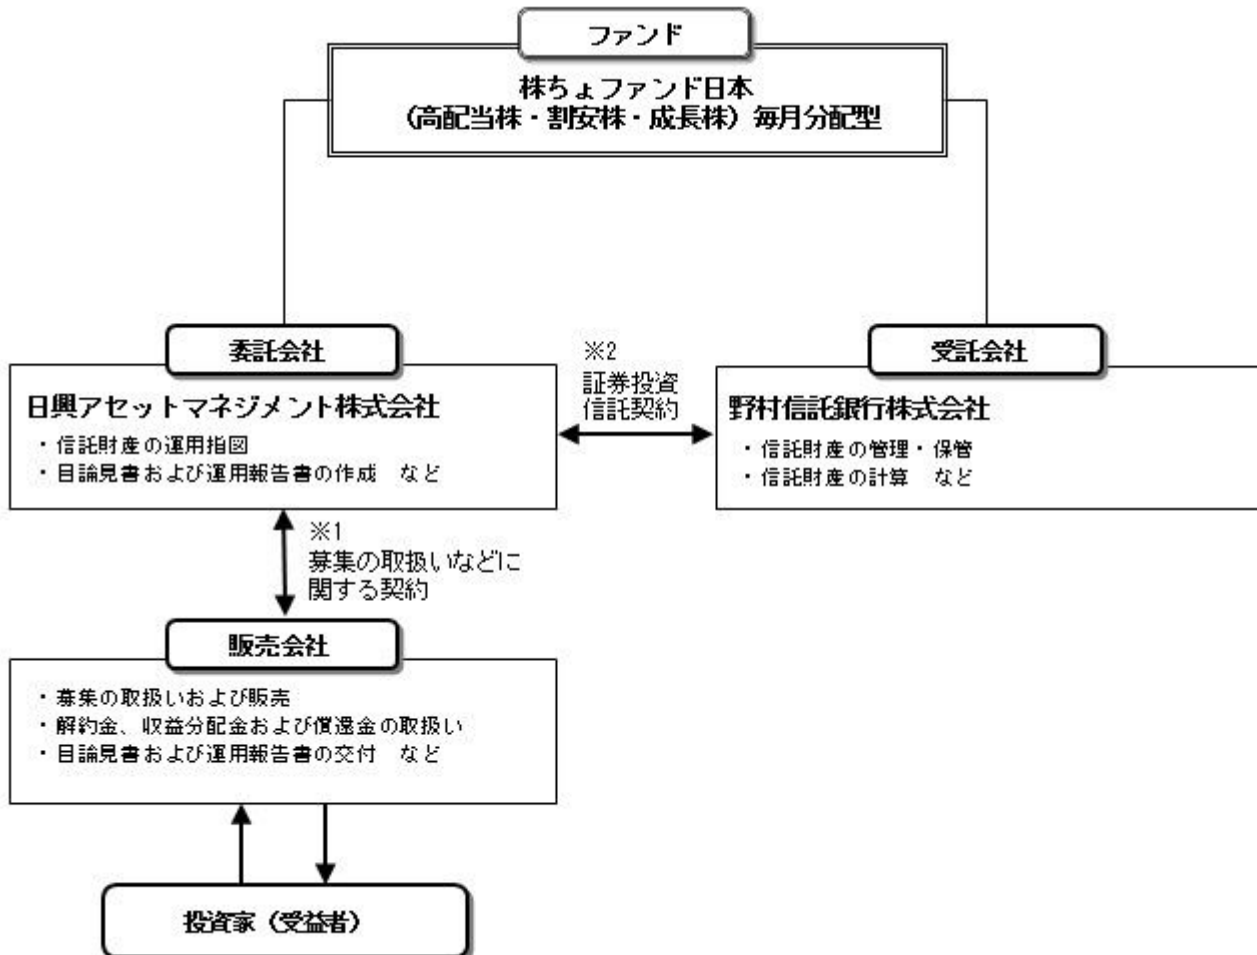 ファンド
株ちょファンド日本
(高配当株・割安株・成長株)毎月分配型
委託会社
日興アセットマネジメント株式会社
・信託財産の運用指図
・目論見書および運用報告書の作成　など
※2
証券投資
信託契約
受託会社
野村信託銀行株式会社
・信託財産の管理・保管
・信託財産の計算　など
※1
募集の取扱いなどに
関する契約
販売会社
・募集の取扱いおよび販売
・解約金、収益分配金および償還金の取扱い
・目論見書および運用報告書の交付　など
投資家(受益者)